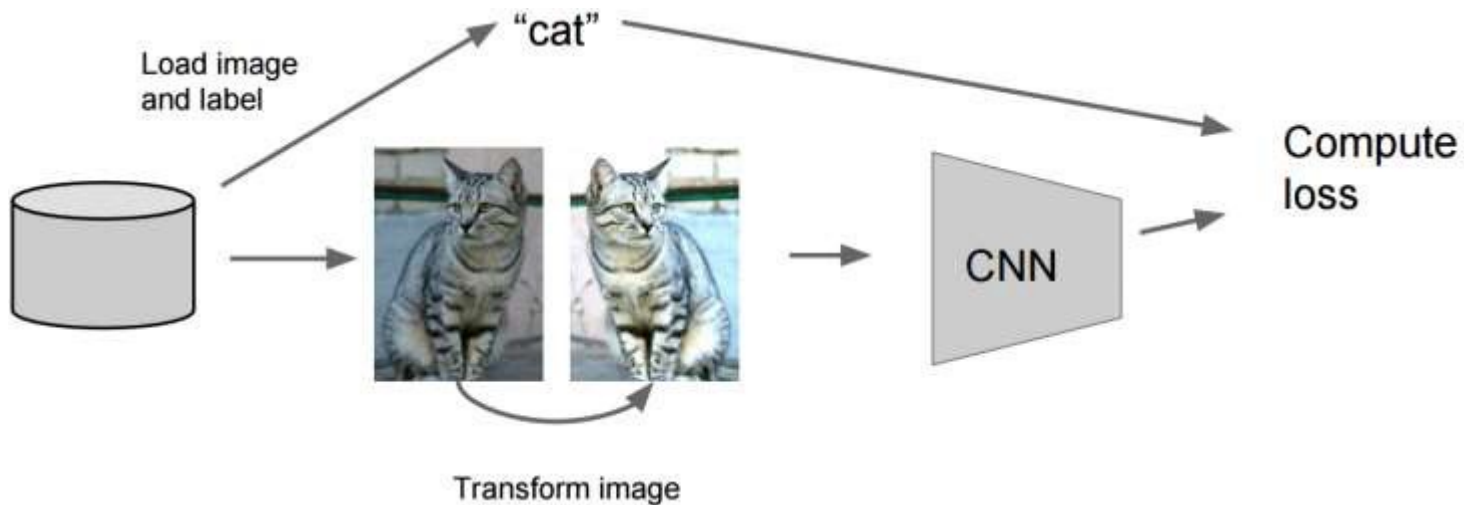 “cat”
Load image
and label
Compute
loss
CNN
Transform image